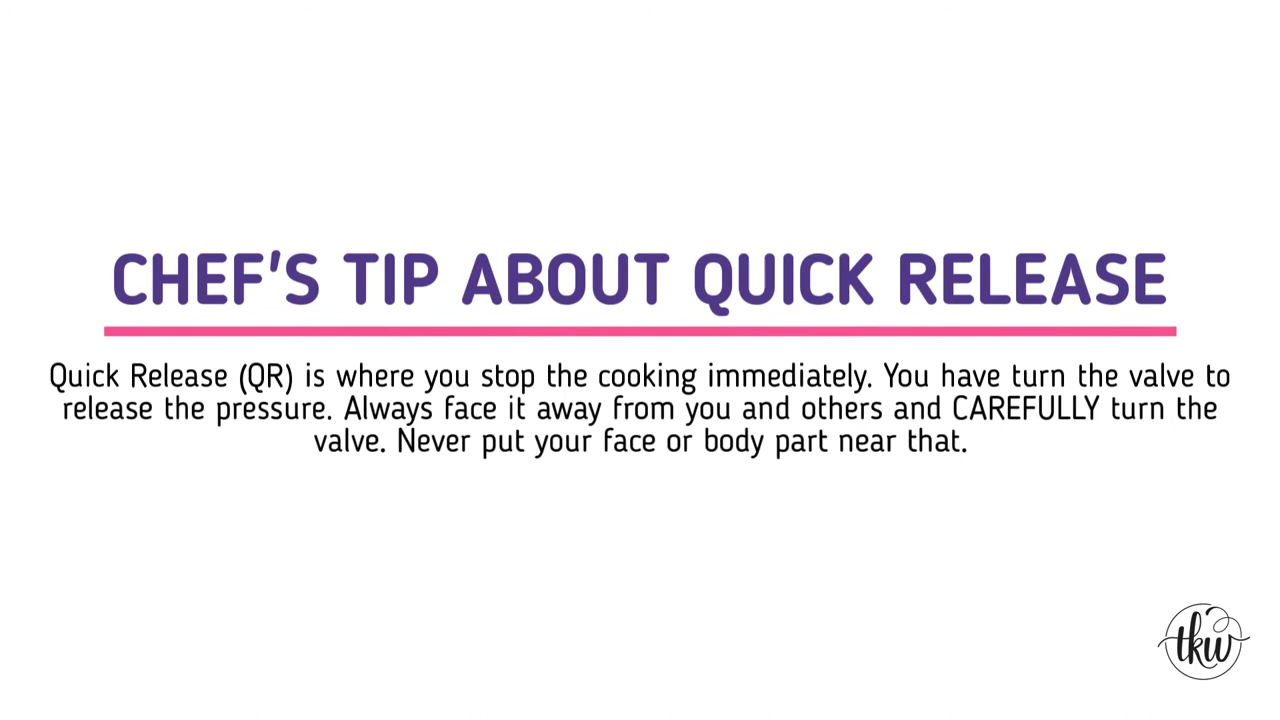 CHEF'S TIP ABOUT QUICK RELEASE
Quick Release (QR) is where you stop the cooking immediately. You have turn the valve to
release the pressure. Always face it away from you and others and CAREFULLY turn the
valve. Never put your face or body part near that.
tkw